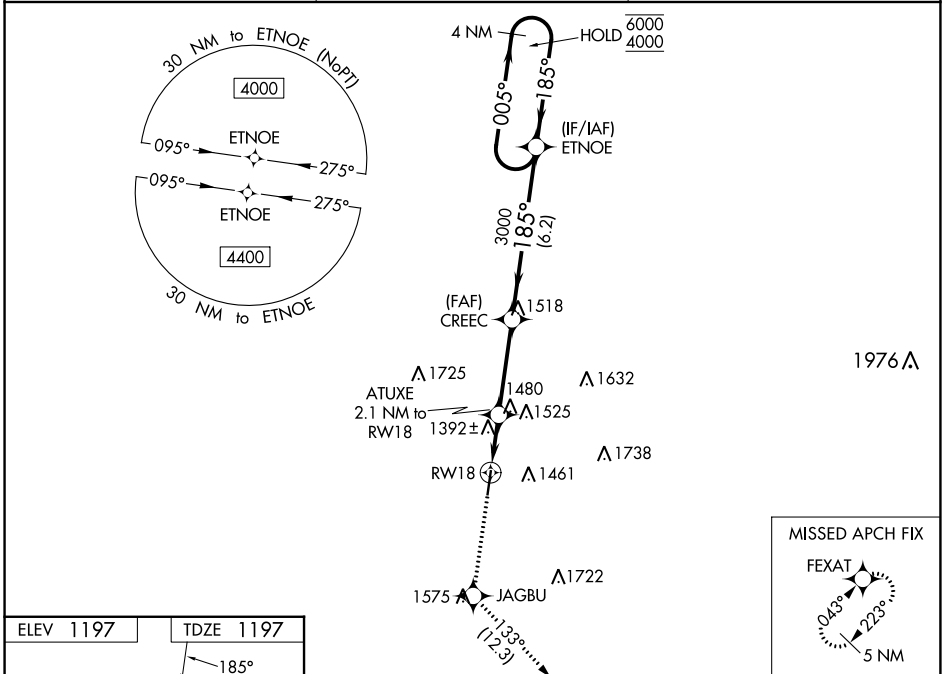 30 NM to ETNOE (NoPT)
4000
ETNOE
095°
275°
095°
275°
ETNOE
4400
30 NM to ETNOE
4 NM
HOLD
6000
4000
005°
185°
(IF/IAF)
ETNOE
3000
185°
(6.2)
(FAF)
CREEC
1518
1976
1725
1632
ATUXE
2.1 NM to
RW18
1480
1525
1392±
1738
RW18
1461
1722
1575
JAGBU
133°
(12.3)
MISSED APCH FIX
FEXAT
043°
223°
5 NM
ELEV 1197
TDZE 1197
185°